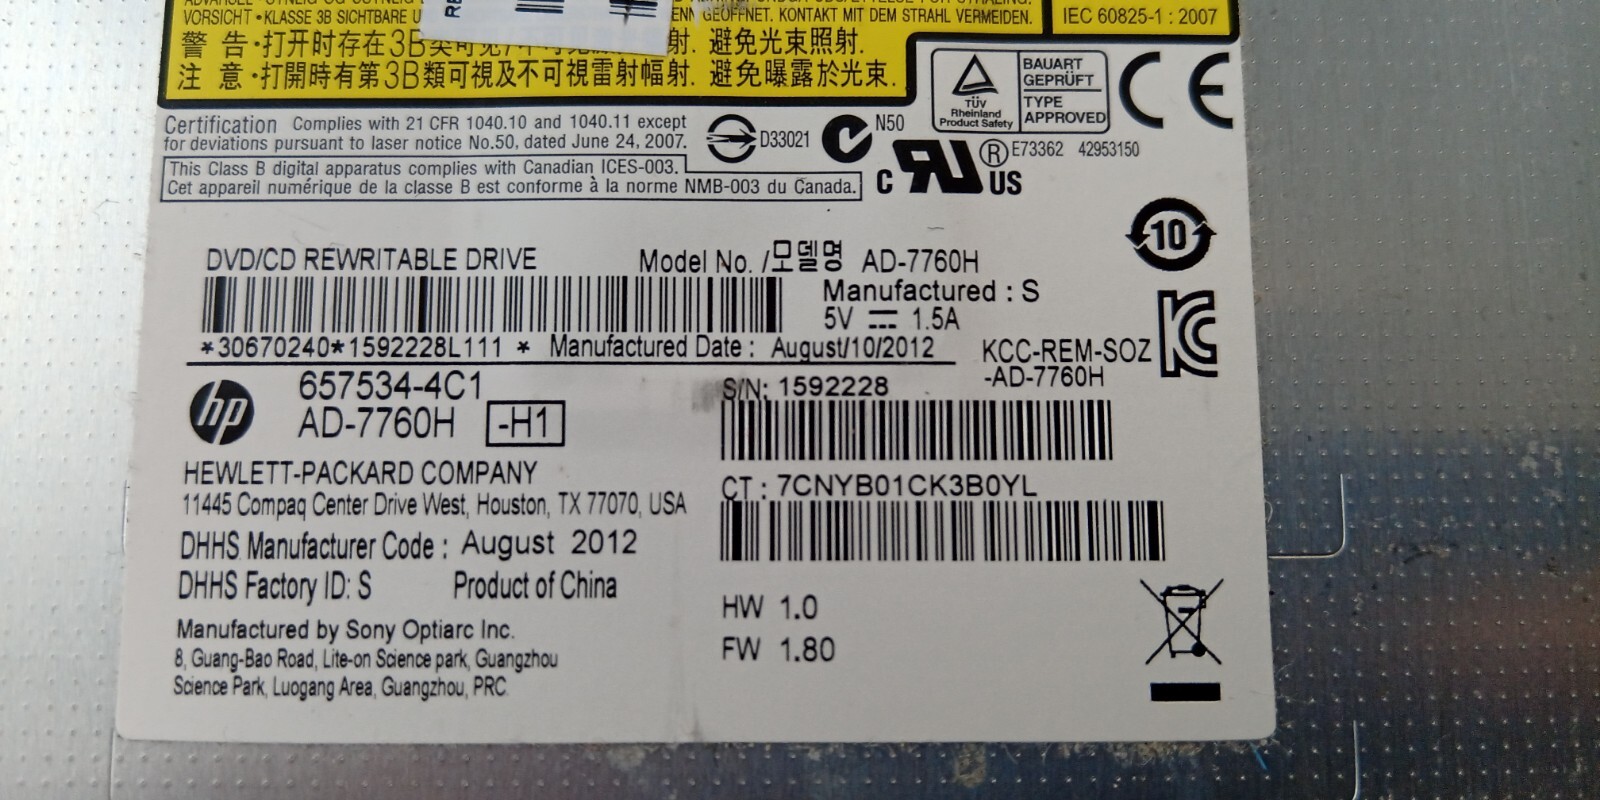 VORSICHT • KLASSE 3B SICHTBARE U
ENN GEÖFFNET. KONTAKT MIT DEM STRAHL VERMEIDEN.
IEC 60825-1 : 2007
警 告·打开时存在3B类可见 射. 避免光束照射.
注 意·打開時有第3B類可視及不可視雷射幅射. 避免曝露於光束.
TÜV
Rheinland
Product Safety
BAUART
GEPRÜFT
TYPE
APPROVED
CE
Certification Complies with 21 CFR 1040.10 and 1040.11 except
for deviations pursuant to laser notice No.50, dated June 24, 2007.
D33021
N50
This Class B digital apparatus complies with Canadian ICES-003.
Cet appareil numérique de la classe B est conforme à la norme NMB-003 du Canada.
C RU US ® E73362 42953150
10
DVD/CD REWRITABLE DRIVE Model No. /모델명 AD-7760H
Manufactured : S
5V 1.5A
*30670240*1592228L111 * Manufactured Date : August/10/2012
KCC-REM-SOZ
-AD-7760H
hp
657534-4C1
AD-7760H -H1
S/N: 1592228
HEWLETT-PACKARD COMPANY
11445 Compaq Center Drive West, Houston, TX 77070, USA
CT : 7CNYB01CK3B0YL
DHHS Manufacturer Code : August 2012
DHHS Factory ID: S Product of China
HW 1.0
FW 1.80
Manufactured by Sony Optiarc Inc.
8, Guang-Bao Road, Lite-on Science park, Guangzhou
Science Park, Luogang Area, Guangzhou, PRC